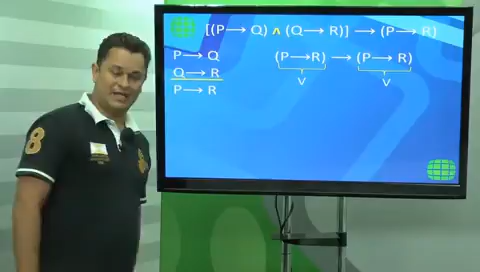 [(P → Q) ∧ (Q → R)] → (P → R)
P → Q
Q → R
P → R
(P → R) → (P → R)
V V
8